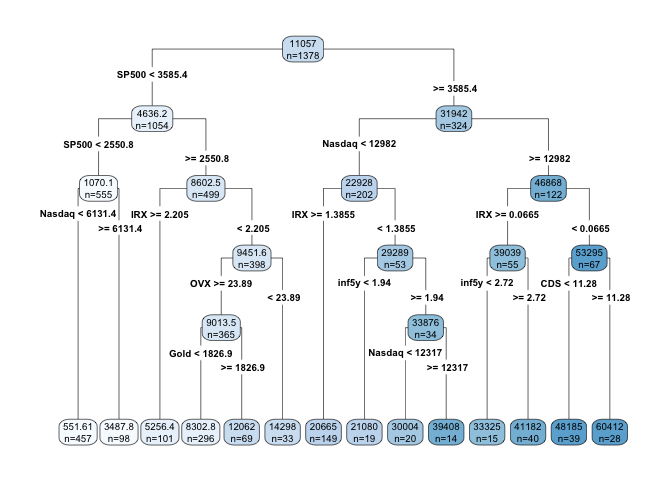 11057
n=1378
SP500 < 3585.4
>= 3585.4
4636.2
n=1054
31942
n=324
SP500 < 2550.8
>= 2550.8
Nasdaq < 12982
>= 12982
1070.1
n=555
8602.5
n=499
22928
n=202
46868
n=122
Nasdaq < 6131.4
>= 6131.4
IRX >= 2.205
< 2.205
IRX >= 1.3855
< 1.3855
IRX >= 0.0665
< 0.0665
9451.6
n=398
29289
n=53
39039
n=55
53295
n=67
OVX >= 23.89
< 23.89
inf5y < 1.94
>= 1.94
inf5y < 2.72
>= 2.72
CDS < 11.28
>= 11.28
9013.5
n=365
33876
n=34
Gold < 1826.9
>= 1826.9
Nasdaq < 12317
>= 12317
551.61
n=457
3487.8
n=98
5256.4
n=101
8302.8
n=296
12062
n=69
14298
n=33
20665
n=149
21080
n=19
30004
n=20
39408
n=14
33325
n=15
41182
n=40
48185
n=39
60412
n=28